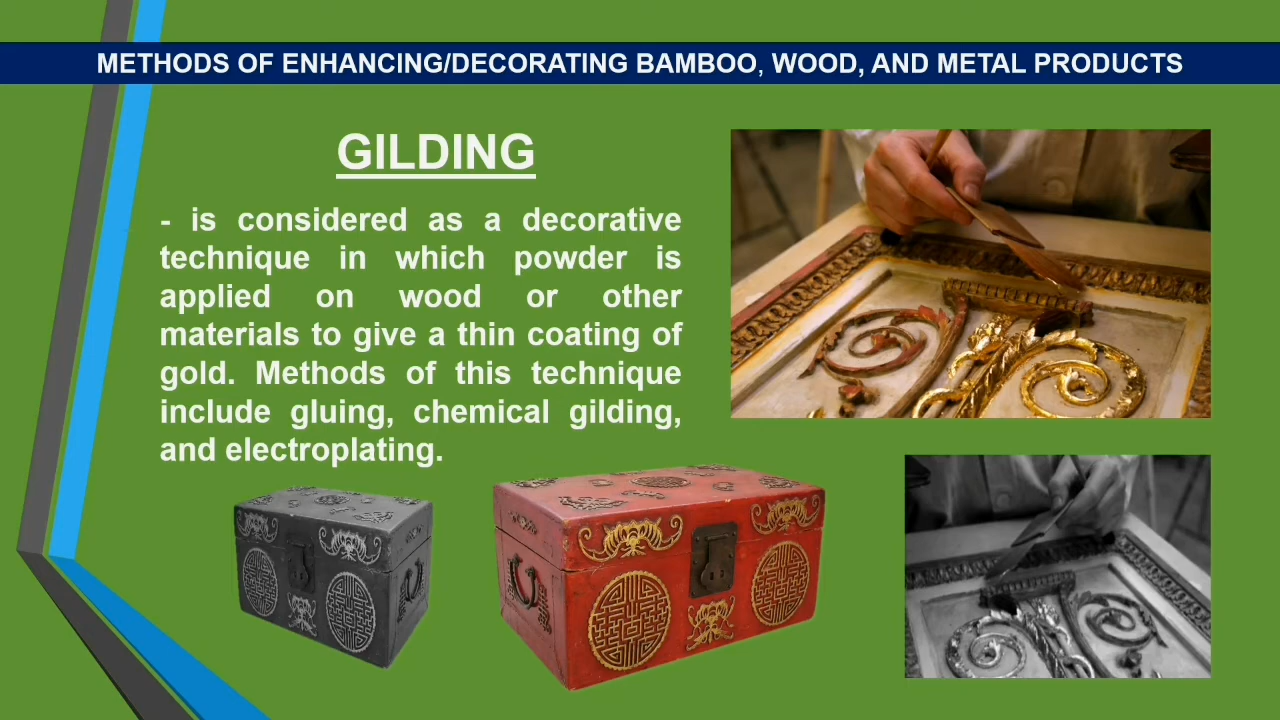 METHODS OF ENHANCING/DECORATING BAMBOO, WOOD, AND METAL PRODUCTS
GILDING
- is considered as a decorative
technique in which powder is
applied on wood or other
materials to give a thin coating of
gold. Methods of this technique
include gluing, chemical gilding,
and electroplating.